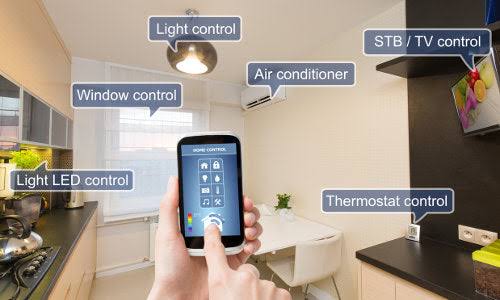 Light control
STB / TV control
Air conditioner
Window control
HOME CONTROL
Light LED control
Thermostat control